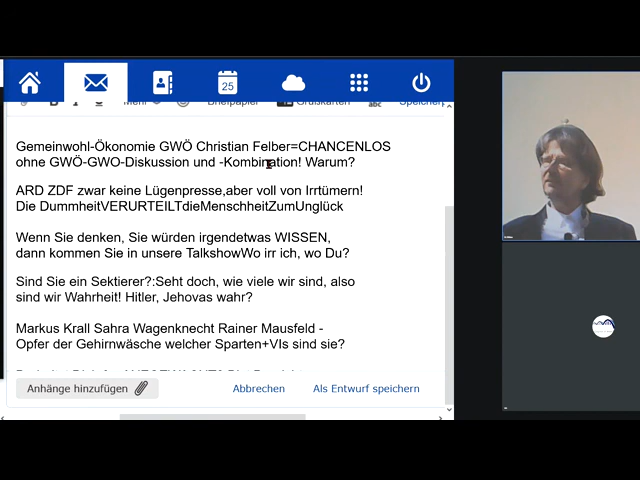 25
Mehr
Briefpapier
Grußkarten
Speichern
Gemeinwohl-Ökonomie GWÖ Christian Felber=CHANCENLOS
ohne GWÖ-GWO-Diskussion und -Kombination! Warum?
ARD ZDF zwar keine Lügenpresse,aber voll von Irrtümern!
Die DummheitVERURTEILTdieMenschheitZumUnglück
Wenn Sie denken, Sie würden irgendetwas WISSEN,
dann kommen Sie in unsere TalkshowWo irr ich, wo Du?
Sind Sie ein Sektierer?:Seht doch, wie viele wir sind, also
sind wir Wahrheit! Hitler, Jehovas wahr?
Markus Krall Sahra Wagenknecht Rainer Mausfeld -
Opfer der Gehirnwäsche welcher Sparten+VIs sind sie?
Anhänge hinzufügen
Abbrechen
Als Entwurf speichern